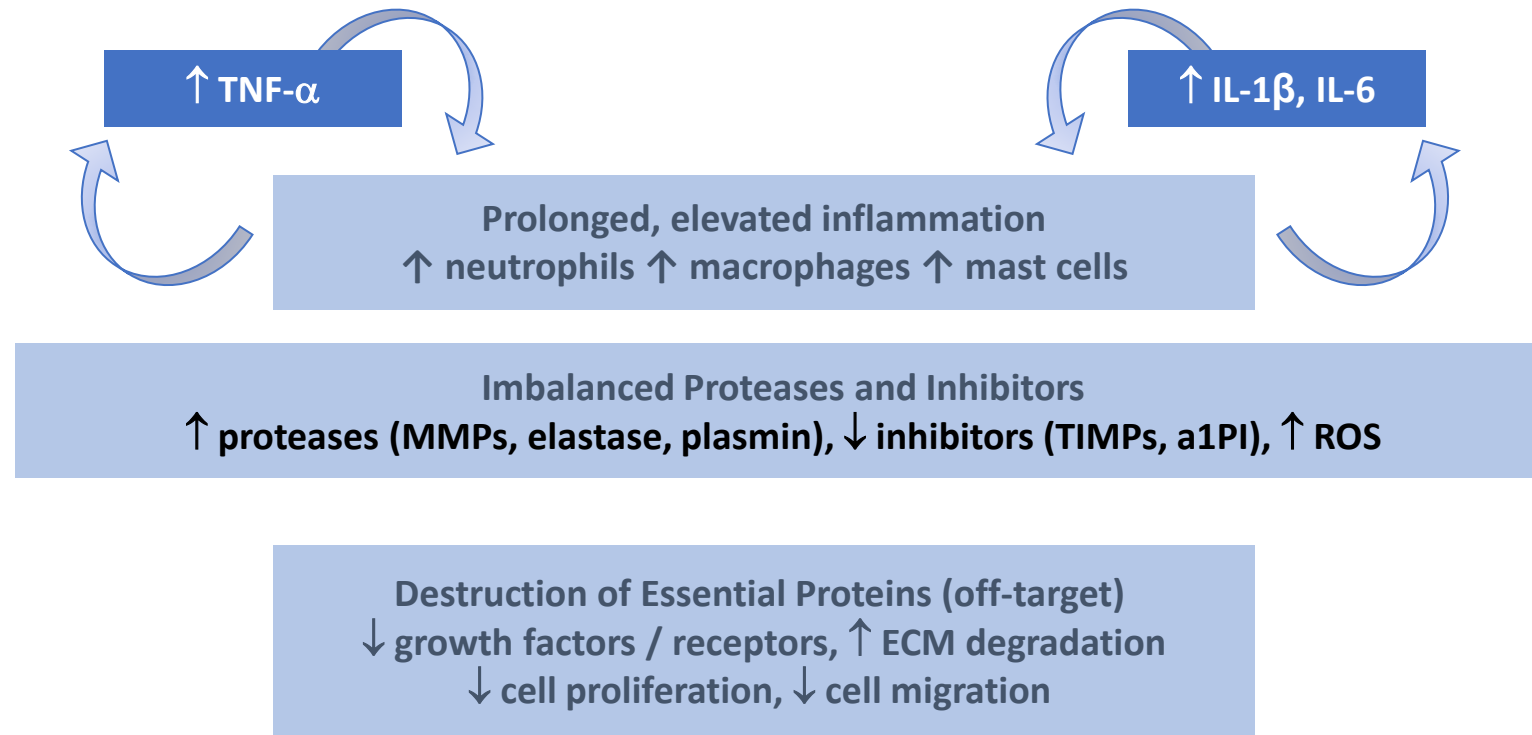 ↑ TNF-α
↑ IL-1β, IL-6
Prolonged, elevated inflammation
↑ neutrophils ↑ macrophages ↑ mast cells
Imbalanced Proteases and Inhibitors
↑ proteases (MMPs, elastase, plasmin), ↓ inhibitors (TIMPs, a1PI), ↑ ROS
Destruction of Essential Proteins (off-target)
↓ growth factors / receptors, ↑ ECM degradation
↓ cell proliferation, ↓ cell migration